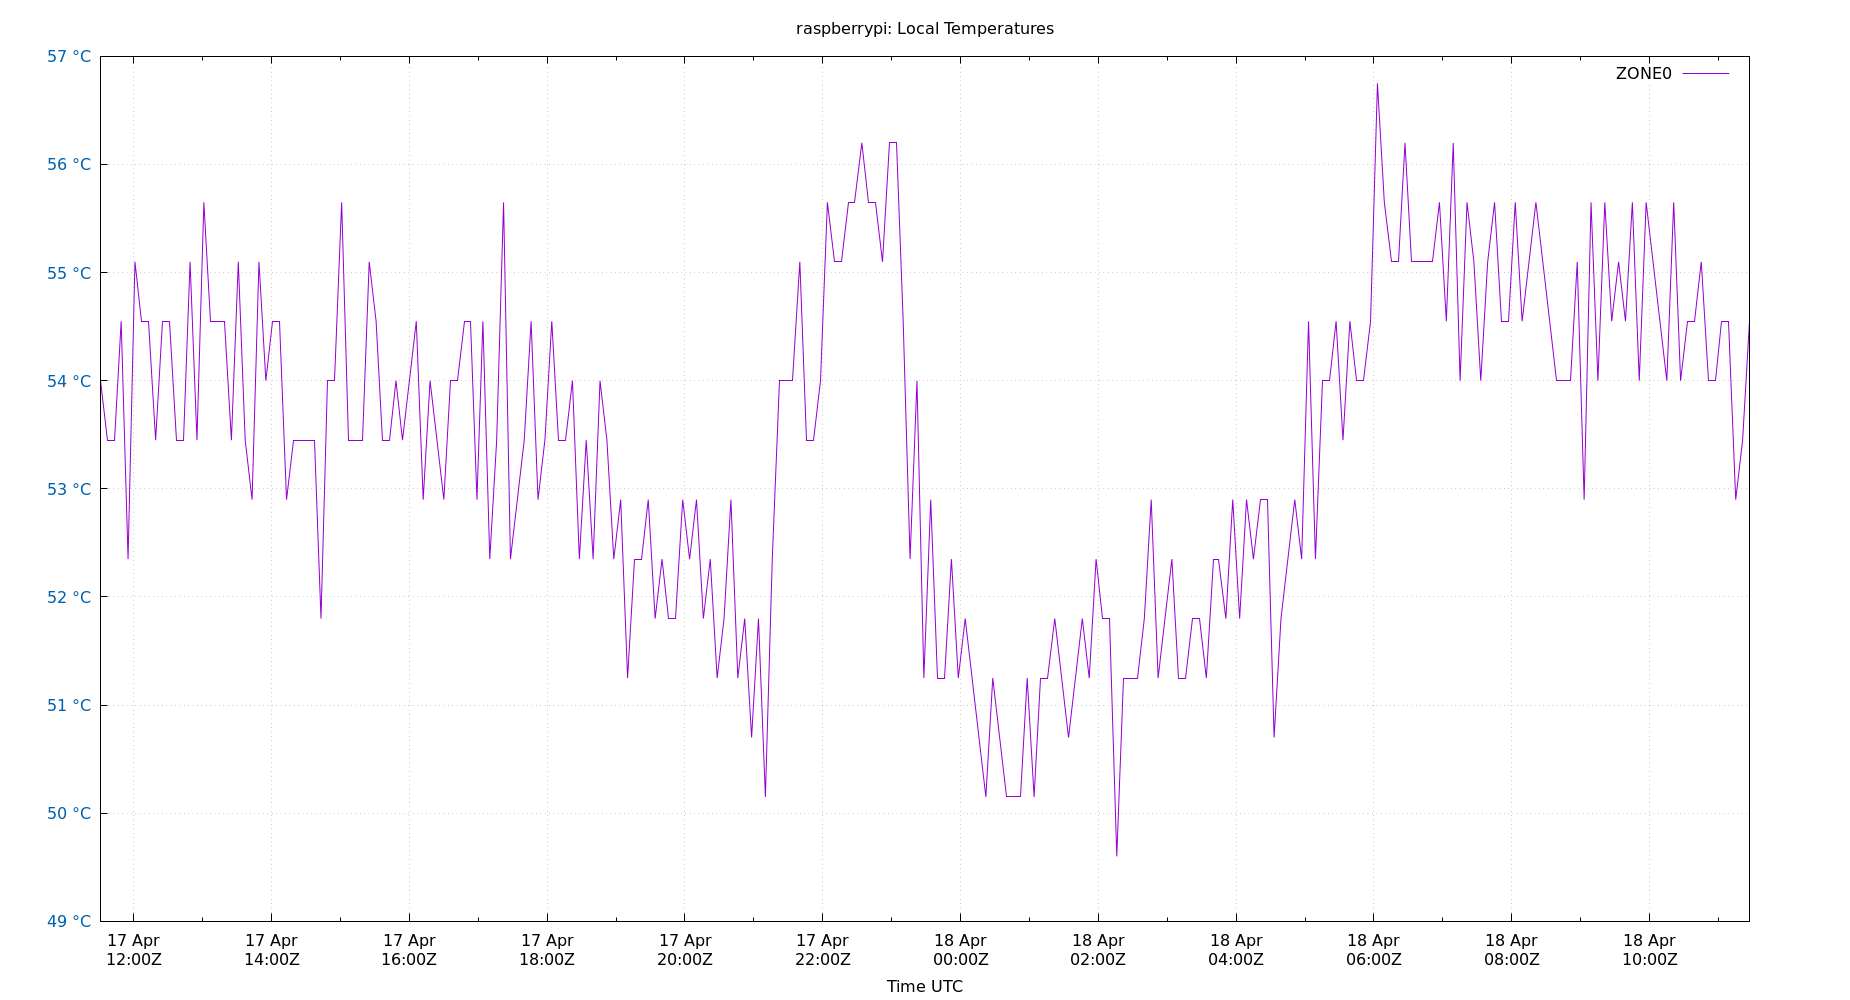 raspberrypi: Local Temperatures
57 °C
ZONE0
56 °C
55 °C
54 °C
53 °C
52 °C
51 °C
50 °C
49 °C
17 Apr 17 Apr 17 Apr 17 Apr 17 Apr 17 Apr 18 Apr 18 Apr 18 Apr 18 Apr 18 Apr 18 Apr
12:00Z 14:00Z 16:00Z 18:00Z 20:00Z 22:00Z 00:00Z 02:00Z 04:00Z 06:00Z 08:00Z 10:00Z
Time UTC